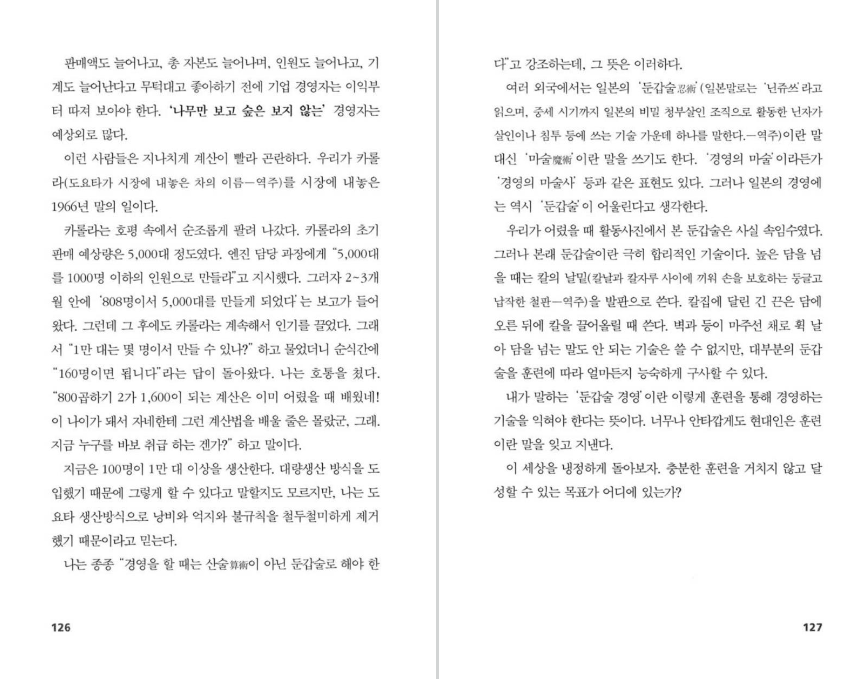 판매액도 늘어나고, 총 자본도 늘어나며, 인원도 늘어나고, 기
계도 늘어난다고 무턱대고 좋아하기 전에 기업 경영자는 이익부
터 따져 보아야 한다. ‘나무만 보고 숲은 보지 않는’ 경영자는
예상외로 많다.
이런 사람들은 지나치게 계산이 빨라 곤란하다. 우리가 카롤
라(도요타가 시장에 내놓은 차의 이름―역주)를 시장에 내놓은
1966년 말의 일이다.
카롤라는 호평 속에서 순조롭게 팔려 나갔다. 카롤라의 초기
판매 예상량은 5,000대 정도였다. 엔진 담당 과장에게 “5,000대
를 1000명 이하의 인원으로 만들라”고 지시했다. 그러자 2~3개
월 안에 ‘808명이서 5,000대를 만들게 되었다’는 보고가 들어
왔다. 그런데 그 후에도 카롤라는 계속해서 인기를 끌었다. 그래
서 “1만 대는 몇 명이서 만들 수 있나?” 하고 물었더니 순식간에
“160명이면 됩니다”라는 답이 돌아왔다. 나는 호통을 쳤다.
“800곱하기 2가 1,600이 되는 계산은 이미 어렸을 때 배웠네!
이 나이가 돼서 자네한테 그런 계산법을 배울 줄은 몰랐군, 그래.
지금 누구를 바보 취급 하는 겐가?” 하고 말이다.
지금은 100명이 1만 대 이상을 생산한다. 대량생산 방식을 도
입했기 때문에 그렇게 할 수 있다고 말할지도 모르지만, 나는 도
요타 생산방식으로 낭비와 억지와 불규칙을 철두철미하게 제거
했기 때문이라고 믿는다.
나는 종종 “경영을 할 때는 산술算術이 아닌 둔갑술로 해야 한
126
다”고 강조하는데, 그 뜻은 이러하다.
여러 외국에서는 일본의 ‘둔갑술忍術’(일본말로는 ‘닌쥬쓰’라고
읽으며, 중세 시기까지 일본의 비밀 청부살인 조직으로 활동한 닌자가
살인이나 침투 등에 쓰는 기술 가운데 하나를 말한다.―역주)이란 말
대신 ‘마술魔術’이란 말을 쓰기도 한다. ‘경영의 마술’이라든가
‘경영의 마술사’ 등과 같은 표현도 있다. 그러나 일본의 경영에
는 역시 ‘둔갑술’이 어울린다고 생각한다.
우리가 어렸을 때 활동사진에서 본 둔갑술은 사실 속임수였다.
그러나 본래 둔갑술이란 극히 합리적인 기술이다. 높은 담을 넘
을 때는 칼의 날밑(칼날과 칼자루 사이에 끼워 손을 보호하는 둥글고
납작한 철판―역주)을 발판으로 쓴다. 칼집에 달린 긴 끈은 담에
오른 뒤에 칼을 끌어올릴 때 쓴다. 벽과 등이 마주선 채로 획 날
아 담을 넘는 말도 안 되는 기술은 쓸 수 없지만, 대부분의 둔갑
술을 훈련에 따라 얼마든지 능숙하게 구사할 수 있다.
내가 말하는 ‘둔갑술 경영’이란 이렇게 훈련을 통해 경영하는
기술을 익혀야 한다는 뜻이다. 너무나 안타깝게도 현대인은 훈련
이란 말을 잊고 지낸다.
이 세상을 냉정하게 돌아보자. 충분한 훈련을 거치지 않고 달
성할 수 있는 목표가 어디에 있는가?
127